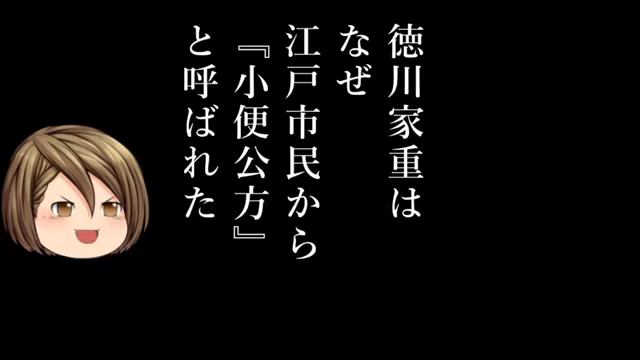 徳川家重は
なぜ
江戸市民から
『小便公方』
と呼ばれた